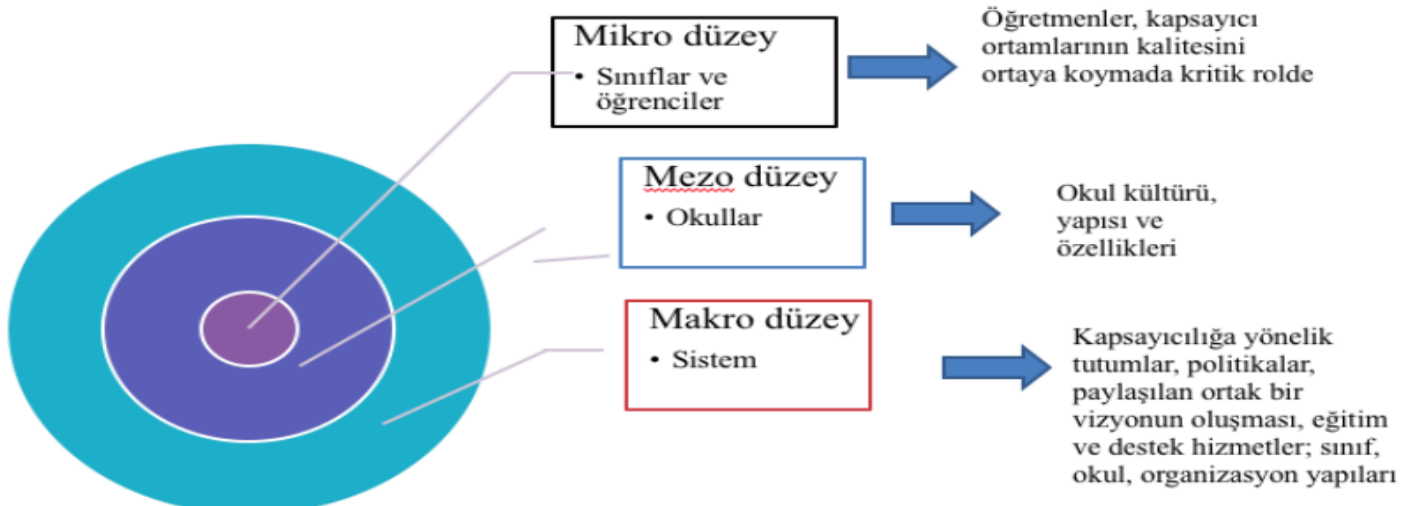 Mikro düzey
• Sınıflar ve
öğrenciler
Öğretmenler, kapsayıcı
ortamlarının kalitesini
ortaya koymada kritik rolde
Mezo düzey
• Okullar
Okul kültürü,
yapısı ve
özellikleri
Makro düzey
• Sistem
Kapsayıcılığa yönelik
tutumlar, politikalar,
paylaşılan ortak bir
vizyonun oluşması, eğitim
ve destek hizmetler; sınıf,
okul, organizasyon yapıları